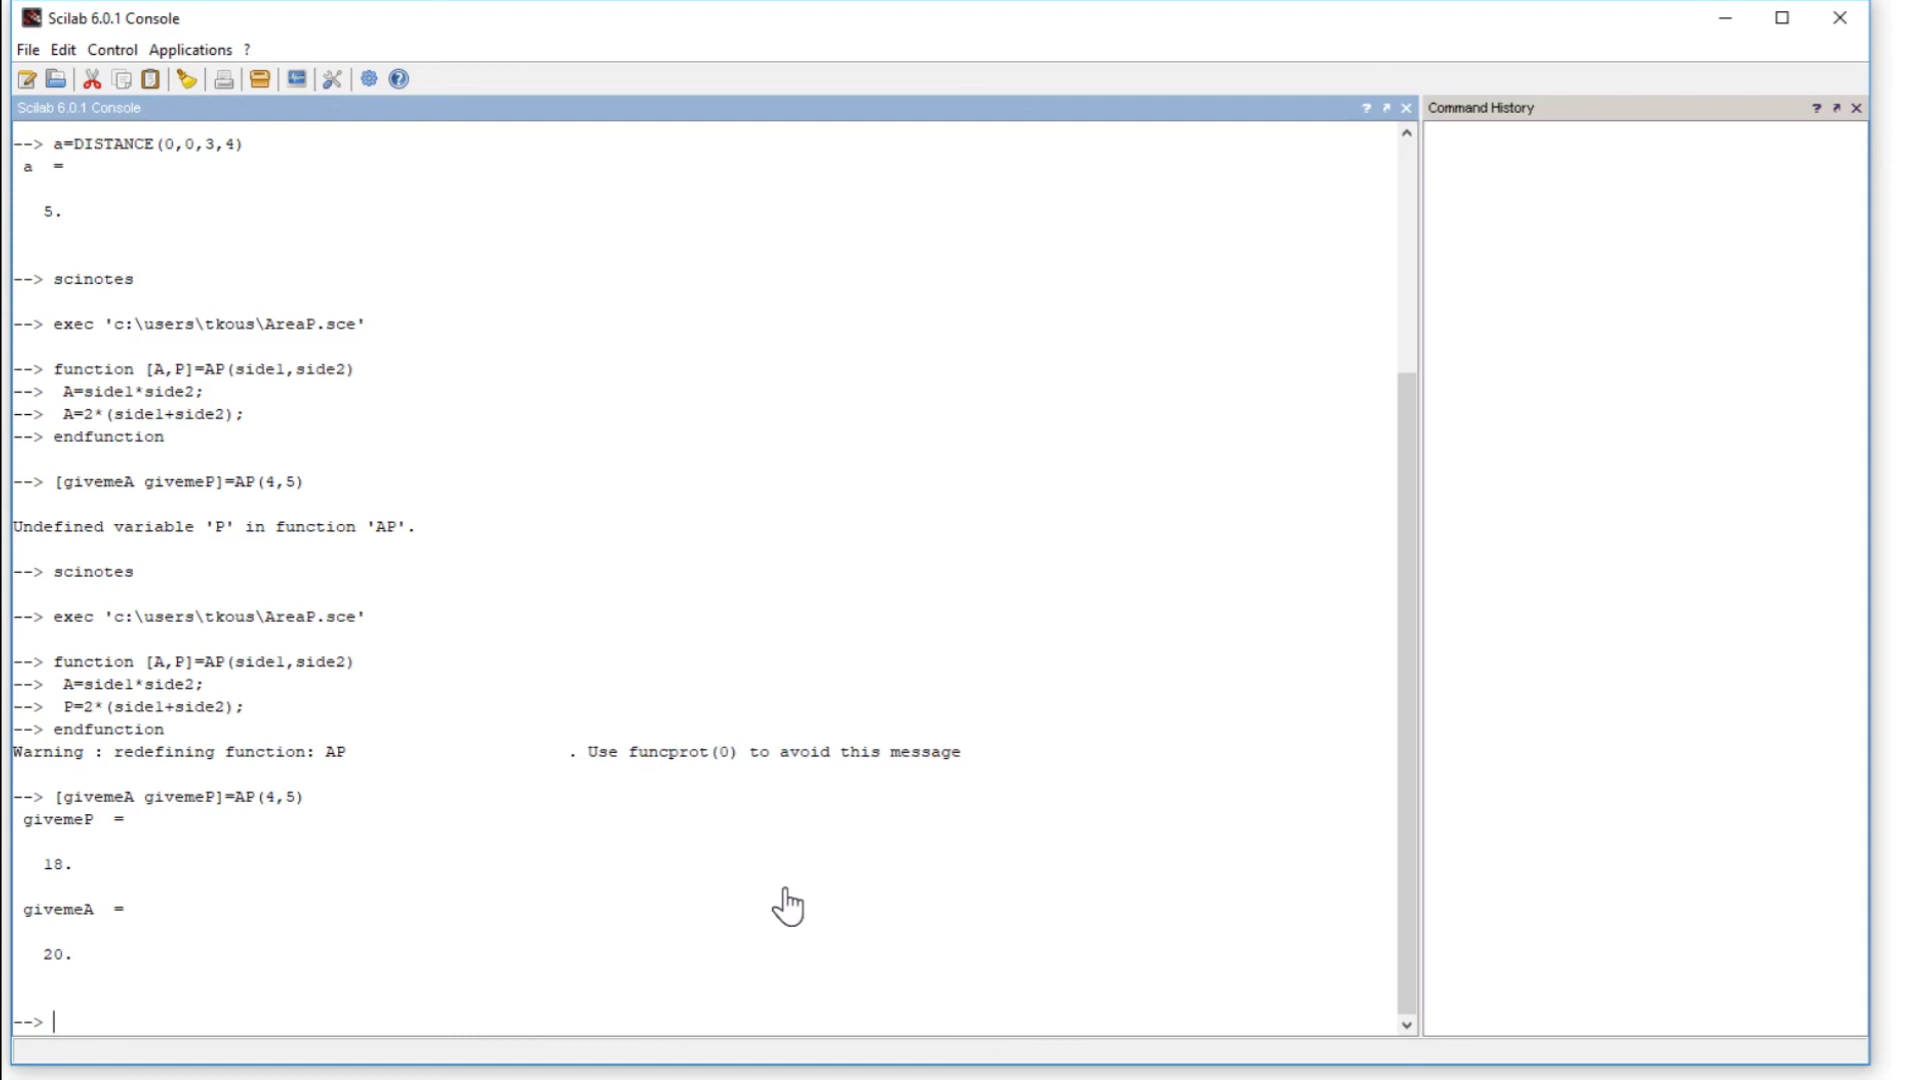 Scilab 6.0.1 Console
File Edit Control Applications ?
Scilab 6.0.1 Console
Command History
--> a=DISTANCE(0,0,3,4)
a =
5.
--> scinotes
--> exec 'c:\users\tkous\AreaP.sce'
--> function [A,P]=AP(side1,side2)
--> A=side1*side2;
--> A=2*(side1+side2);
--> endfunction
--> [givemeA givemeP]=AP(4,5)
Undefined variable 'P' in function 'AP'.
--> scinotes
--> exec 'c:\users\tkous\AreaP.sce'
--> function [A,P]=AP(side1,side2)
--> A=side1*side2;
--> P=2*(side1+side2);
--> endfunction
Warning : redefining function: AP . Use funcprot(0) to avoid this message
--> [givemeA givemeP]=AP(4,5)
givemeP =
18.
givemeA =
20.
-->